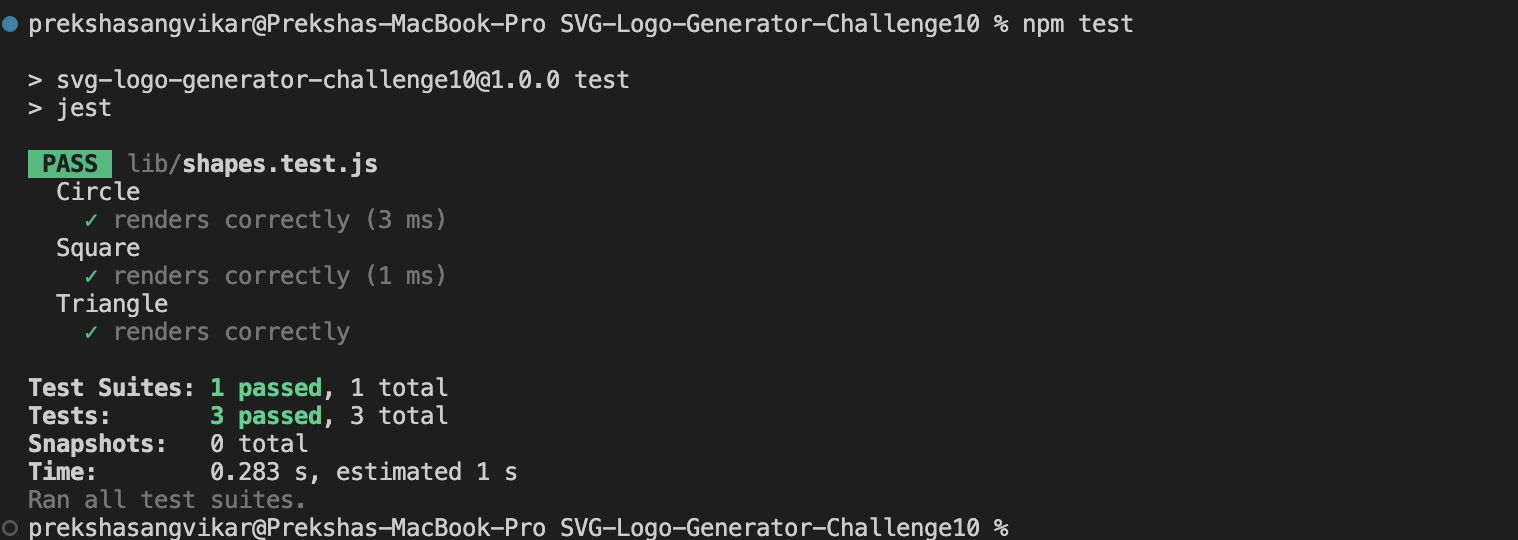 prekshasangvikar@Prekshas-MacBook-Pro SVG-Logo-Generator-Challenge10 % npm test
> svg-logo-generator-challenge10@1.0.0 test
> jest
PASS lib/shapes.test.js
Circle
✓ renders correctly (3 ms)
Square
✓ renders correctly (1 ms)
Triangle
✓ renders correctly
Test Suites: 1 passed, 1 total
Tests: 3 passed, 3 total
Snapshots: 0 total
Time: 0.283 s, estimated 1 s
Ran all test suites.
prekshasangvikar@Prekshas-MacBook-Pro SVG-Logo-Generator-Challenge10 %